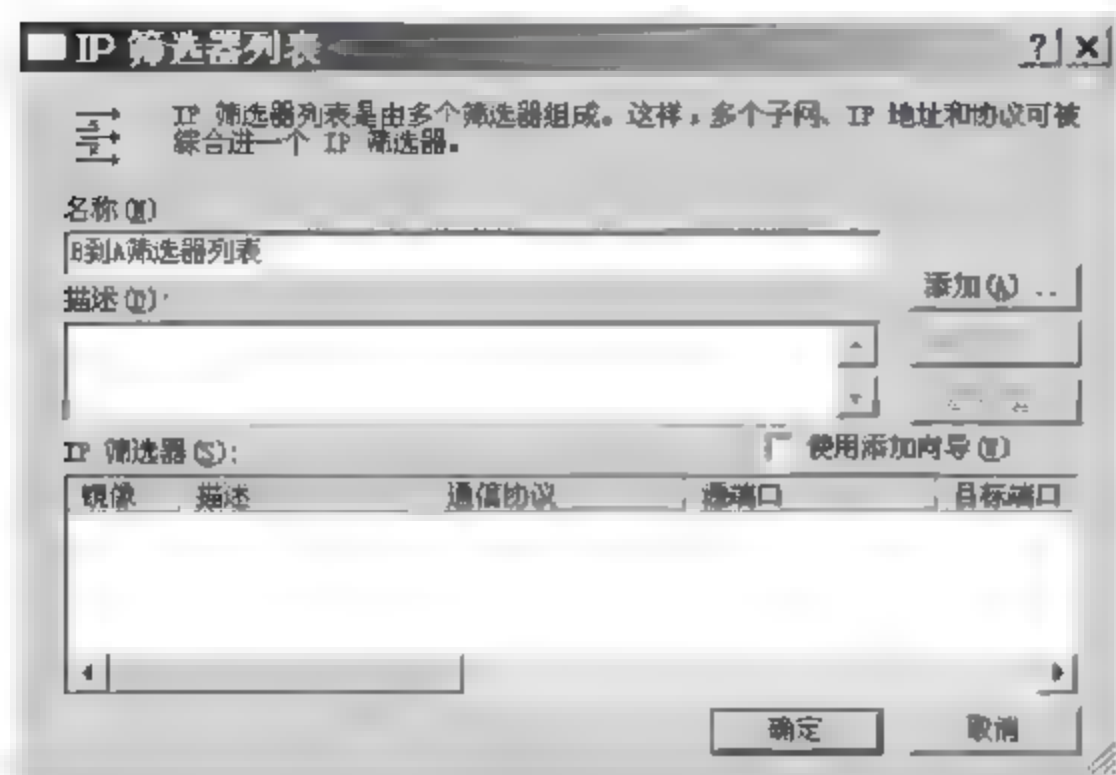 IP 筛选器列表
IP 筛选器列表是由多个筛选器组成。这样，多个子网、IP 地址和协议可被
综合进一个 IP 筛选器。
名称(N)
B到A筛选器列表
描述(D):
添加(A)...
IP 筛选器(S):
使用添加向导(W)
镜像 描述 通信协议 源端口 目标端口
确定 取消